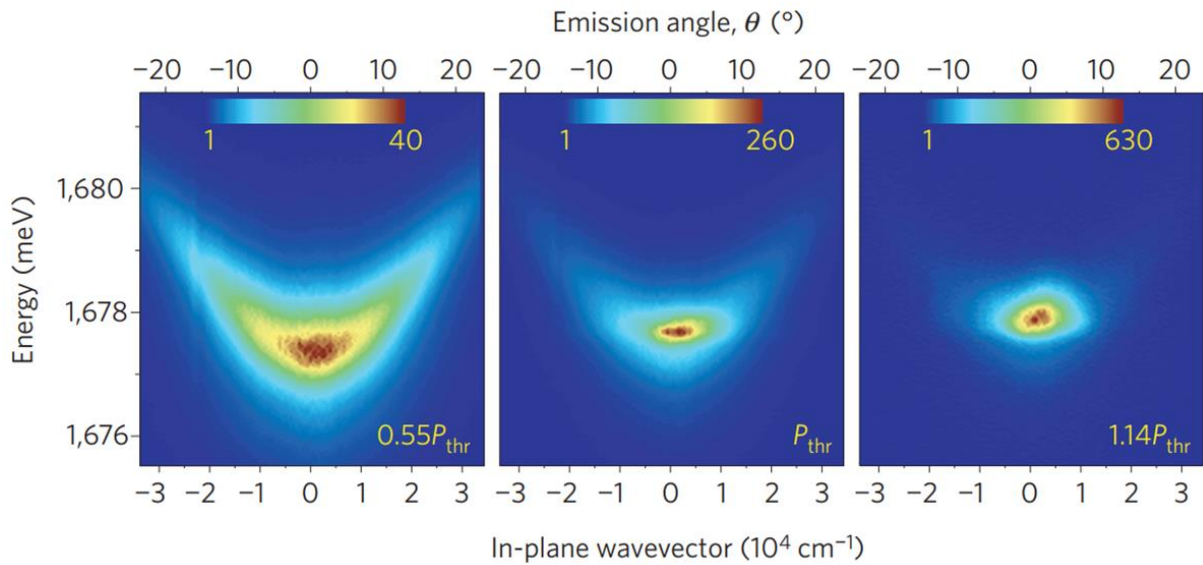 Emission angle, θ (°)
−20 −10 0 10 20 −20 −10 0 10 20 −20 −10 0 10 20
1 40 1 260 1 630
Energy (meV)
1,680
1,678
1,676
0.55Pthr Pthr 1.14Pthr
−3 −2 −1 0 1 2 3 −3 −2 −1 0 1 2 3 −3 −2 −1 0 1 2 3
In-plane wavevector (10⁴ cm⁻¹)